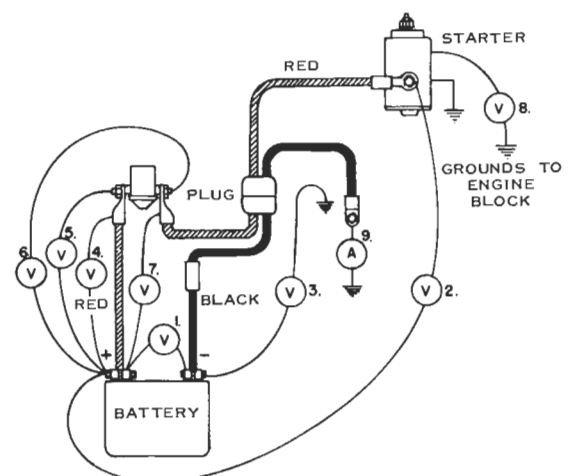 STARTER
RED
V 8.
GROUNDS TO
ENGINE
BLOCK
PLUG
9.
A
6.
V
5.
V
4.
V
7.
V
RED
BLACK
V 3.
V 2.
1.
V
+
−
BATTERY